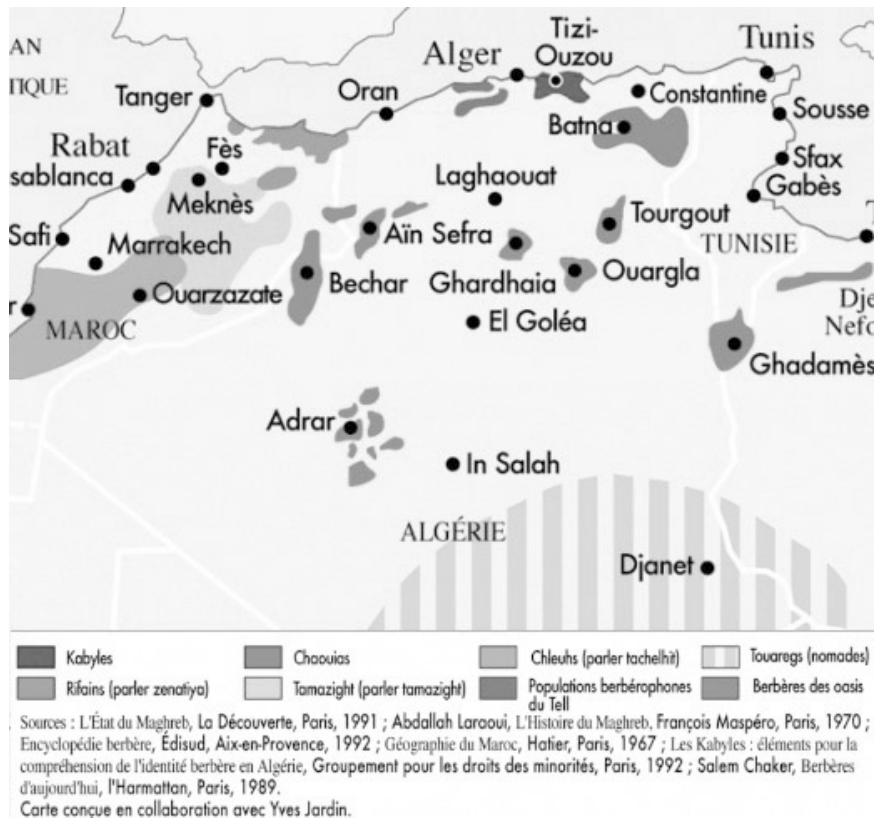 AN
TIQUE
Alger
Tizi-
Ouzou
Tunis
Tanger
Oran
Constantine
Sousse
Batna
Rabat
Fès
Sfax
sablanca
Meknès
Laghaouat
Gabès
Safi
Marrakech
Aïn Sefra
Tourgout
TUNISIE
T
Ouarzazate
Bechar
Ghardhaia
Ouargla
r
MAROC
El Goléa
Dje
Nefo
Ghadamès
Adrar
In Salah
ALGÉRIE
Djanet
Kabyles
Chaouias
Chleuhs (parler tachelhit)
Touaregs (nomades)
Rifains (parler zenatiya)
Tamazight (parler tamazight)
Populations berbérophones
du Tell
Berbères des oasis
Sources : L'État du Maghreb, La Découverte, Paris, 1991 ; Abdallah Laraoui, L'Histoire du Maghreb, François Maspéro, Paris, 1970 ;
Encyclopédie berbère, Édisud, Aix-en-Provence, 1992 ; Géographie du Maroc, Hatier, Paris, 1967 ; Les Kabyles : éléments pour la
compréhension de l'identité berbère en Algérie, Groupement pour les droits des minorités, Paris, 1992 ; Salem Chaker, Berbères
d'aujourd'hui, l'Harmattan, Paris, 1989.
Carte conçue en collaboration avec Yves Jardin.